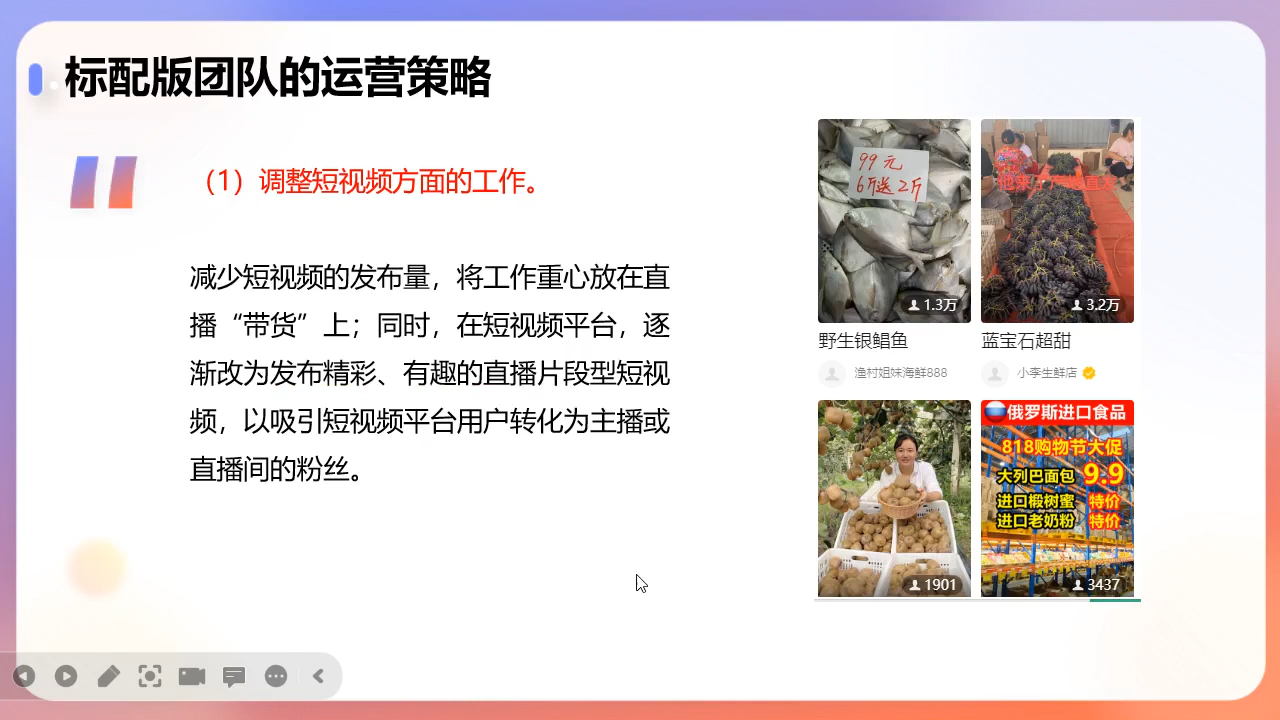 标配版团队的运营策略
（1）调整短视频方面的工作。
减少短视频的发布量，将工作重心放在直
播“带货”上；同时，在短视频平台，逐
渐改为发布精彩、有趣的直播片段型短视
频，以吸引短视频平台用户转化为主播或
直播间的粉丝。
99元
6斤送2斤
1.3万
野生银鲳鱼
渔村姐妹海鲜888
3.2万
蓝宝石超甜
小李生鲜店
1901
俄罗斯进口食品
818购物节大促
大列巴面包 9.9
进口椴树蜜 特价
进口老奶粉 特价
3437